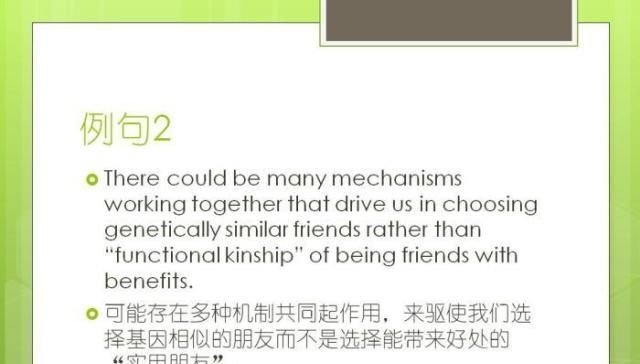 例句2
There could be many mechanisms
working together that drive us in choosing
genetically similar friends rather than
“functional kinship” of being friends with
benefits.
可能存在多种机制共同起作用，来驱使我们选
择基因相似的朋友而不是选择能带来好处的
“实用朋友”